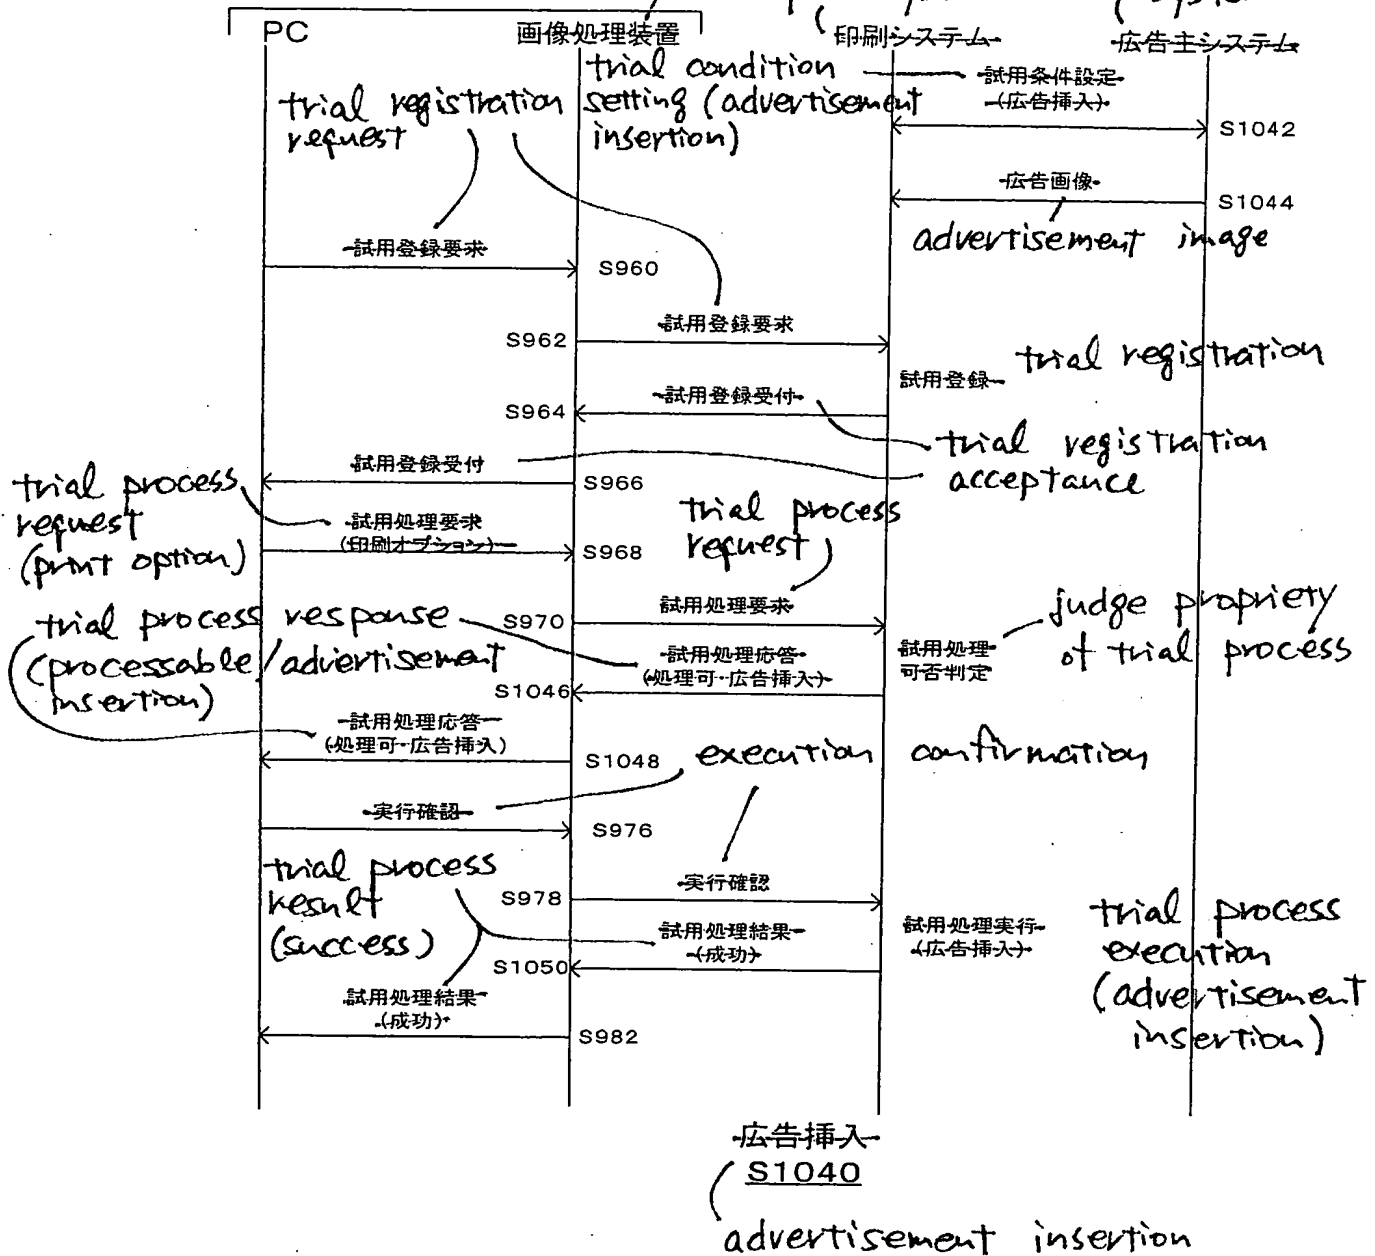 PC
画像処理装置
印刷システム
広告主システム
trial condition
setting (advertisement
insertion)
試用条件設定
(広告挿入)
S1042
trial registration
request
広告画像
S1044
advertisement image
試用登録要求
S960
試用登録要求
S962
試用登録
trial registration
試用登録受付
S964
trial registration
acceptance
試用登録受付
S966
trial process
request
(print option)
試用処理要求
(印刷オプション)
S968
trial process
request
試用処理要求
S970
試用処理
可否判定
judge propriety
of trial process
trial process response
(processable/advertisement
insertion)
試用処理応答
(処理可・広告挿入)
S1046
試用処理応答
(処理可・広告挿入)
S1048
execution confirmation
実行確認
S976
実行確認
S978
trial process
result
(success)
試用処理実行
(広告挿入)
trial process
execution
(advertisement
insertion)
試用処理結果
(成功)
S1050
試用処理結果
(成功)
S982
広告挿入
S1040
advertisement insertion